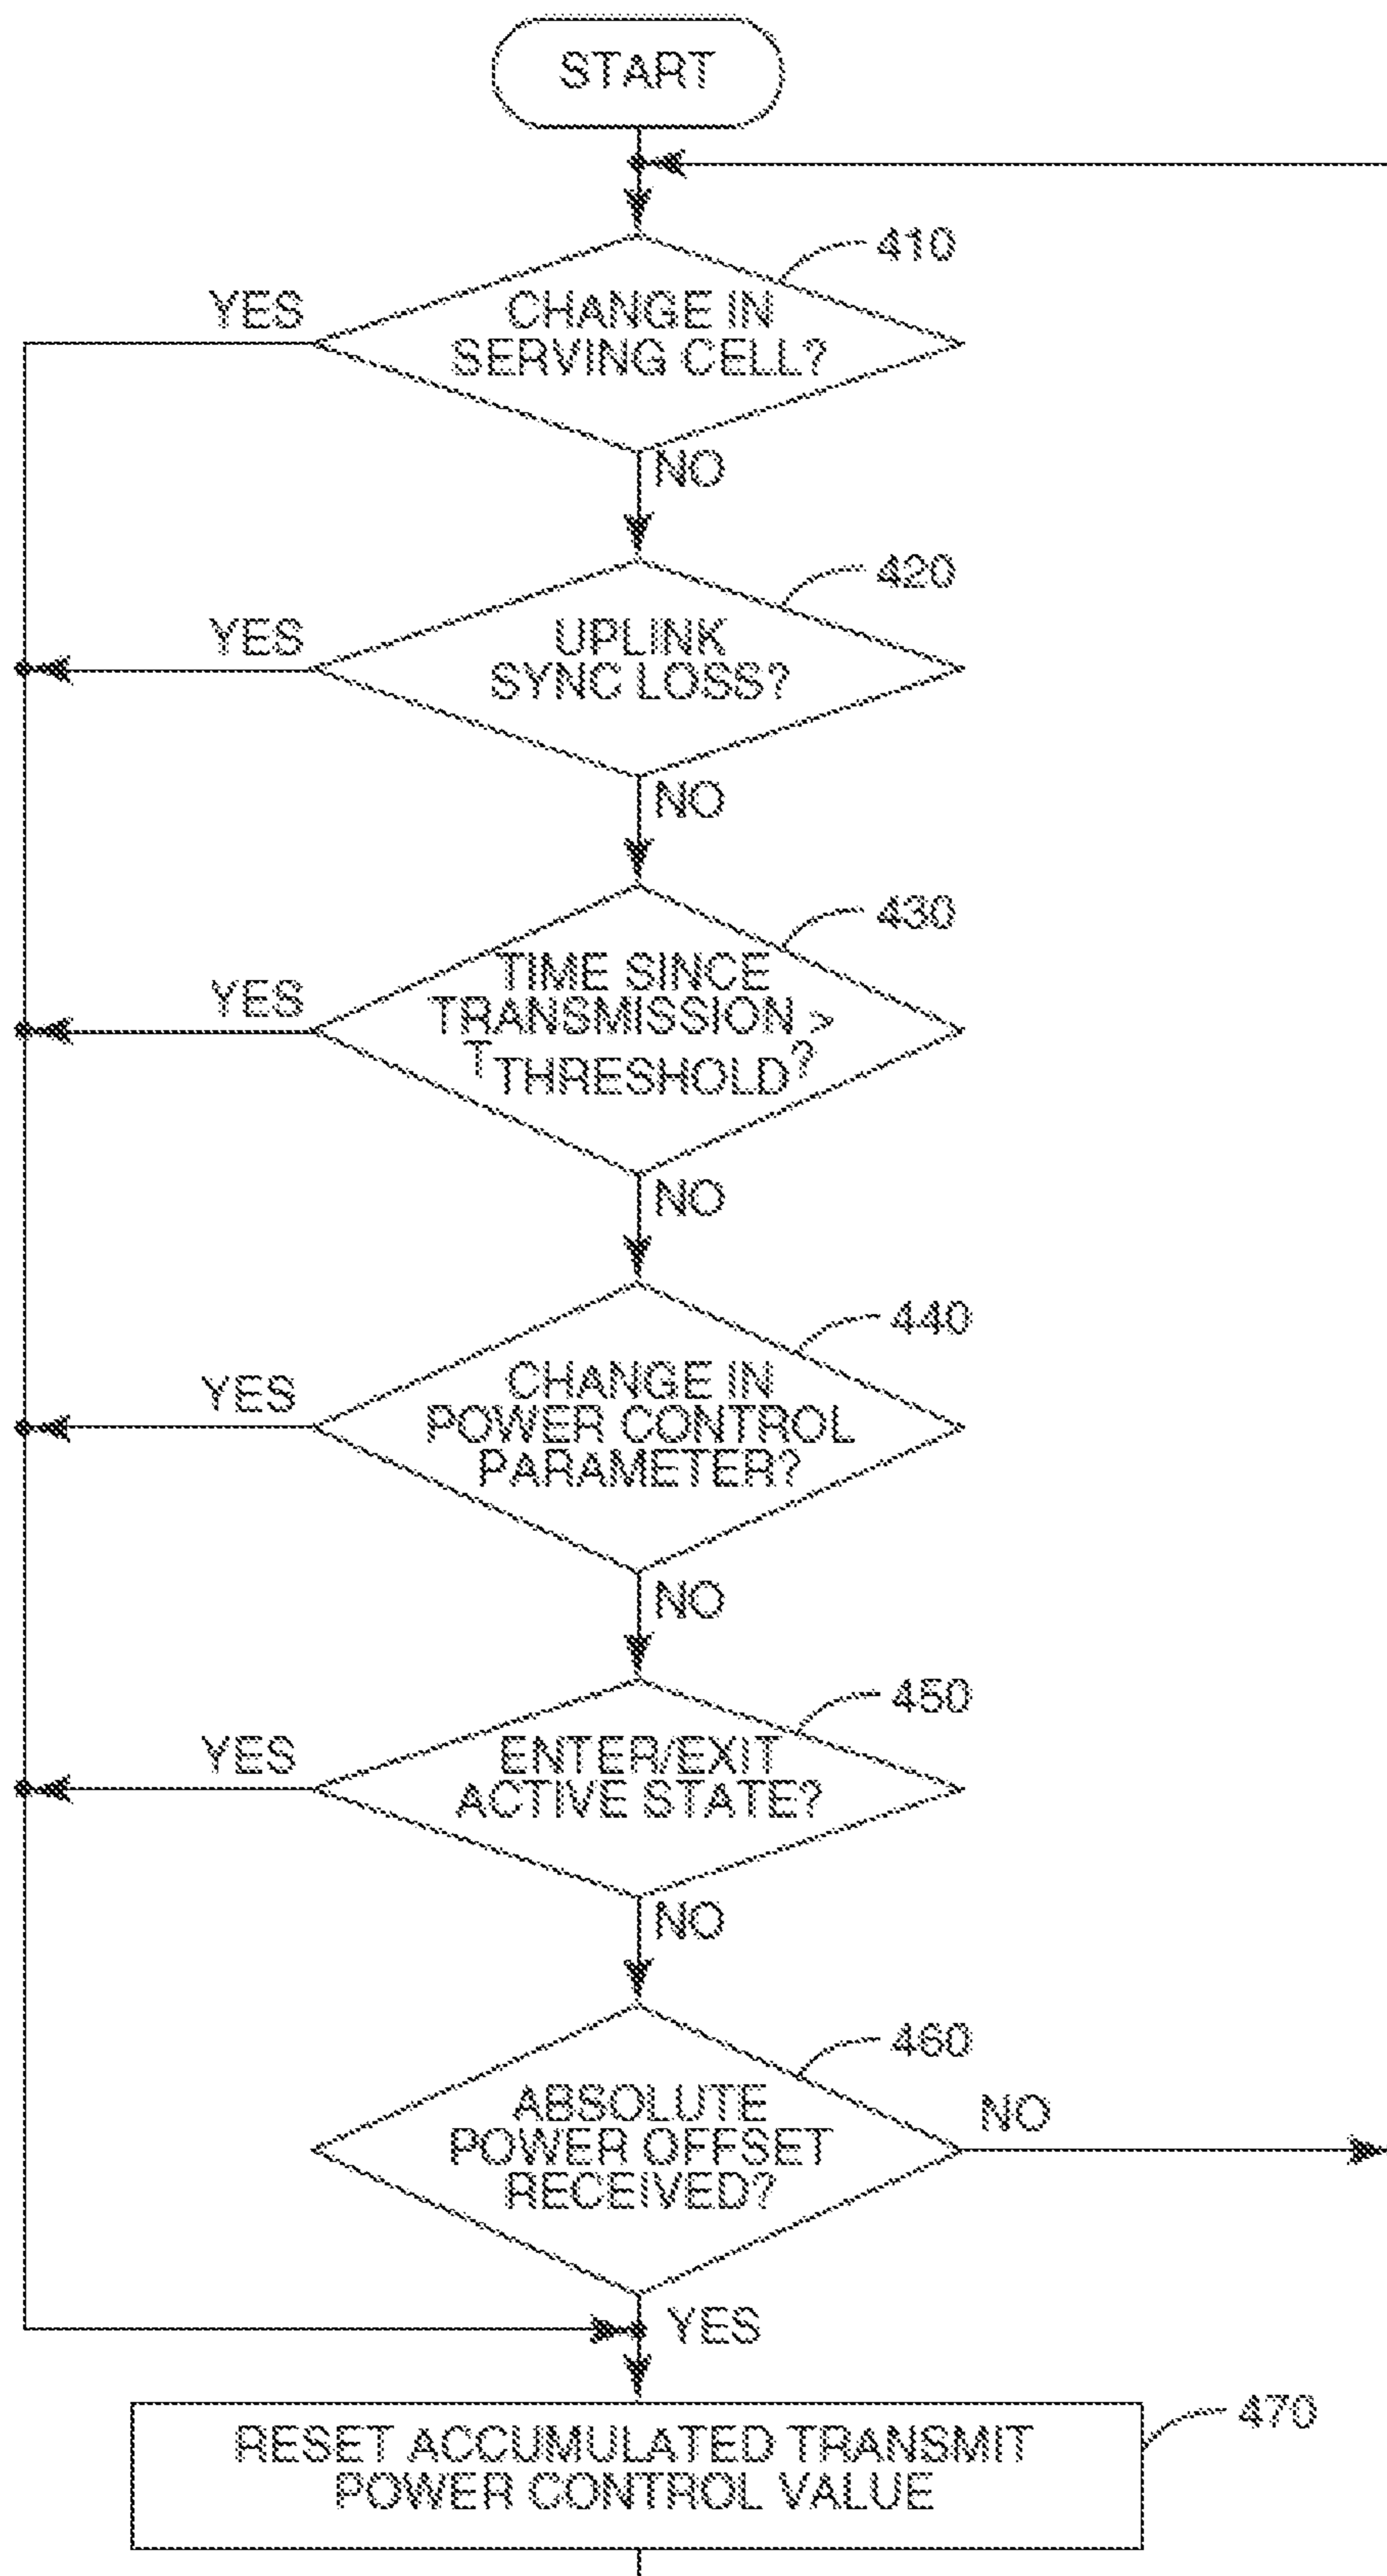 START
410
CHANGE IN
SERVING CELL?
YES
NO
420
UPLINK
SYNC LOSS?
YES
NO
430
TIME SINCE
TRANSMISSION >
T THRESHOLD?
YES
NO
440
CHANGE IN
POWER CONTROL
PARAMETER?
YES
NO
450
ENTER/EXIT
ACTIVE STATE?
YES
NO
460
ABSOLUTE
POWER OFFSET
RECEIVED?
NO
YES
470
RESET ACCUMULATED TRANSMIT
POWER CONTROL VALUE